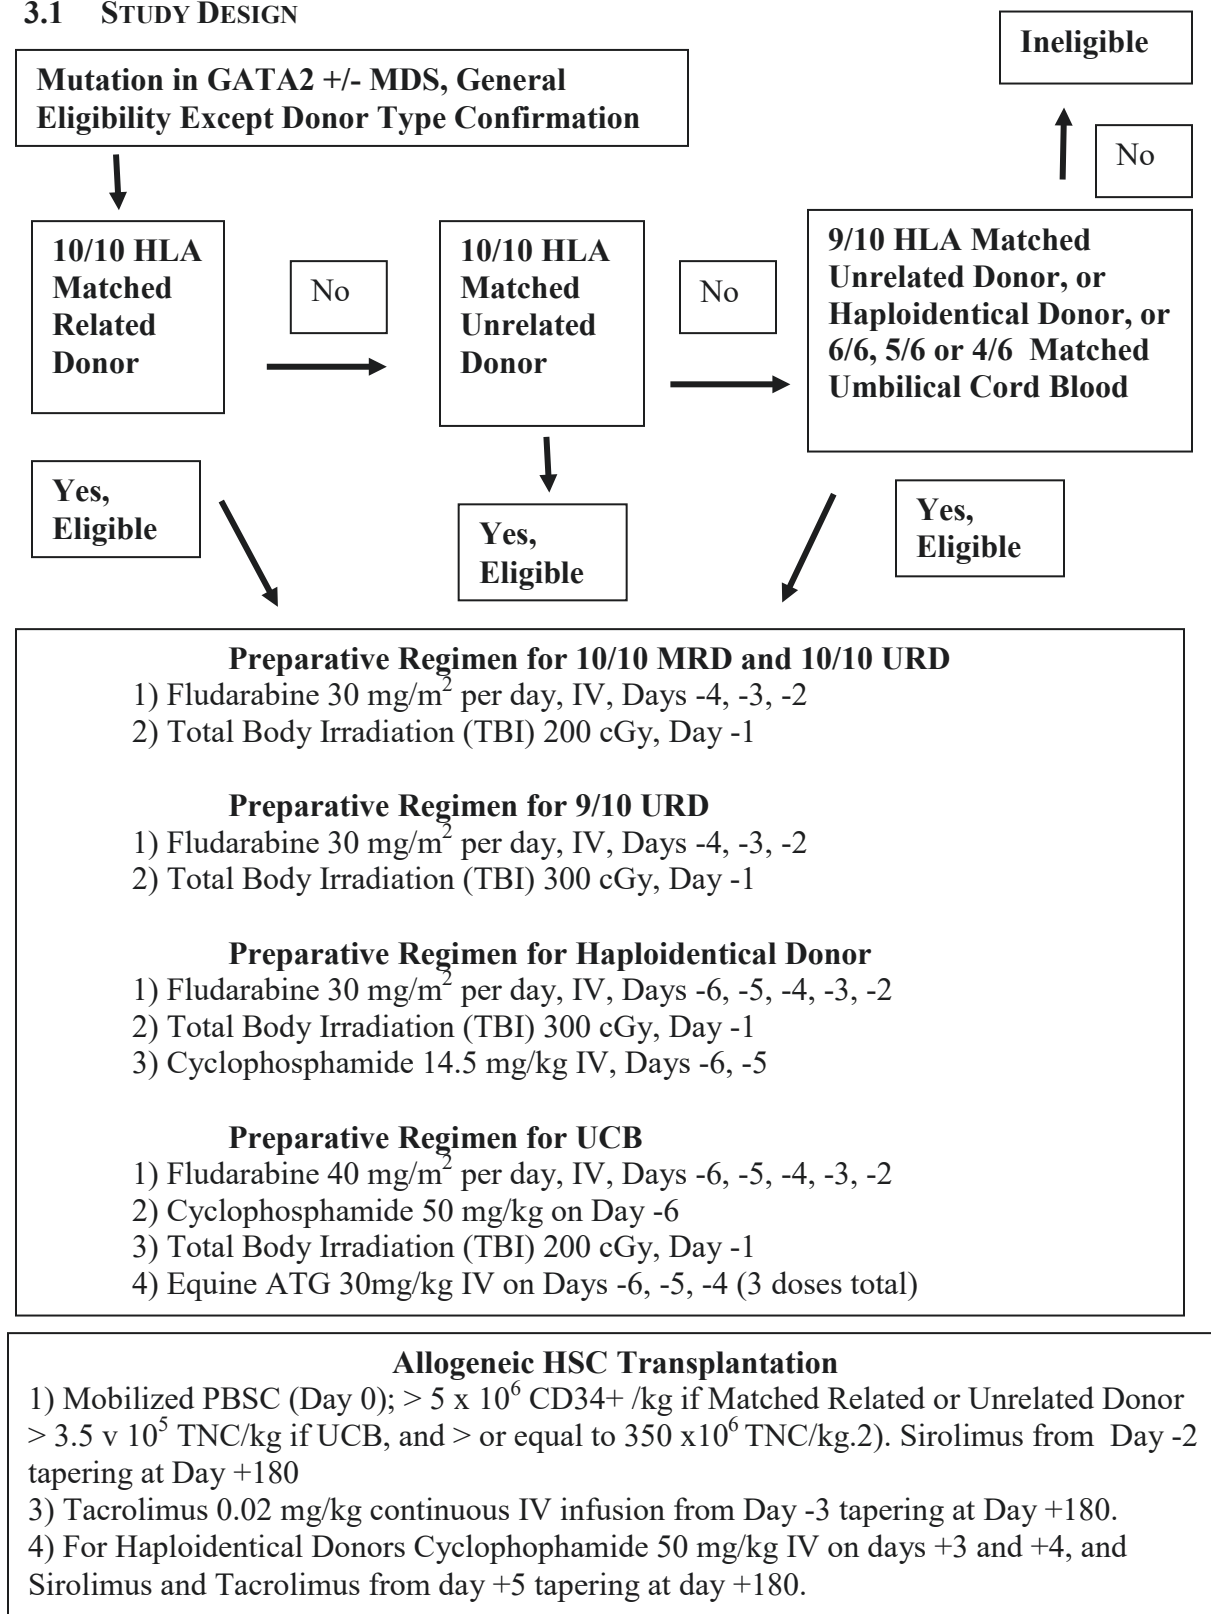 3.1 STUDY DESIGN
Ineligible
Mutation in GATA2 +/- MDS, General
Eligibility Except Donor Type Confirmation
No
10/10 HLA
Matched
Related
Donor
No
10/10 HLA
Matched
Unrelated
Donor
No
9/10 HLA Matched
Unrelated Donor, or
Haploidentical Donor, or
6/6, 5/6 or 4/6 Matched
Umbilical Cord Blood
Yes,
Eligible
Yes,
Eligible
Yes,
Eligible
Preparative Regimen for 10/10 MRD and 10/10 URD
1) Fludarabine 30 mg/m² per day, IV, Days -4, -3, -2
2) Total Body Irradiation (TBI) 200 cGy, Day -1
Preparative Regimen for 9/10 URD
1) Fludarabine 30 mg/m² per day, IV, Days -4, -3, -2
2) Total Body Irradiation (TBI) 300 cGy, Day -1
Preparative Regimen for Haploidentical Donor
1) Fludarabine 30 mg/m² per day, IV, Days -6, -5, -4, -3, -2
2) Total Body Irradiation (TBI) 300 cGy, Day -1
3) Cyclophosphamide 14.5 mg/kg IV, Days -6, -5
Preparative Regimen for UCB
1) Fludarabine 40 mg/m² per day, IV, Days -6, -5, -4, -3, -2
2) Cyclophosphamide 50 mg/kg on Day -6
3) Total Body Irradiation (TBI) 200 cGy, Day -1
4) Equine ATG 30mg/kg IV on Days -6, -5, -4 (3 doses total)
Allogeneic HSC Transplantation
1) Mobilized PBSC (Day 0); > 5 x 10⁶ CD34+ /kg if Matched Related or Unrelated Donor
> 3.5 v 10⁵ TNC/kg if UCB, and > or equal to 350 x10⁶ TNC/kg.2). Sirolimus from Day -2
tapering at Day +180
3) Tacrolimus 0.02 mg/kg continuous IV infusion from Day -3 tapering at Day +180.
4) For Haploidentical Donors Cyclophophamide 50 mg/kg IV on days +3 and +4, and
Sirolimus and Tacrolimus from day +5 tapering at day +180.